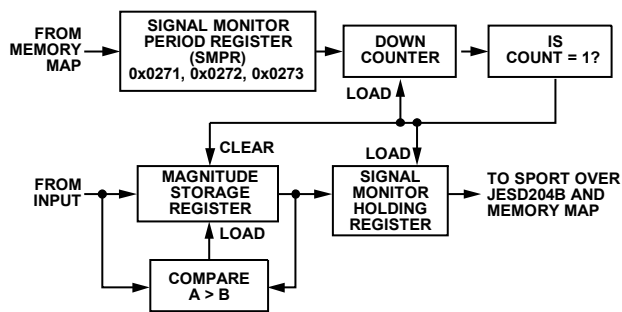 FROM
MEMORY
MAP
SIGNAL MONITOR
PERIOD REGISTER
(SMPR)
0x0271, 0x0272, 0x0273
DOWN
COUNTER
IS
COUNT = 1?
LOAD
CLEAR
LOAD
FROM
INPUT
MAGNITUDE
STORAGE
REGISTER
SIGNAL
MONITOR
HOLDING
REGISTER
TO SPORT OVER
JESD204B AND
MEMORY MAP
LOAD
COMPARE
A > B